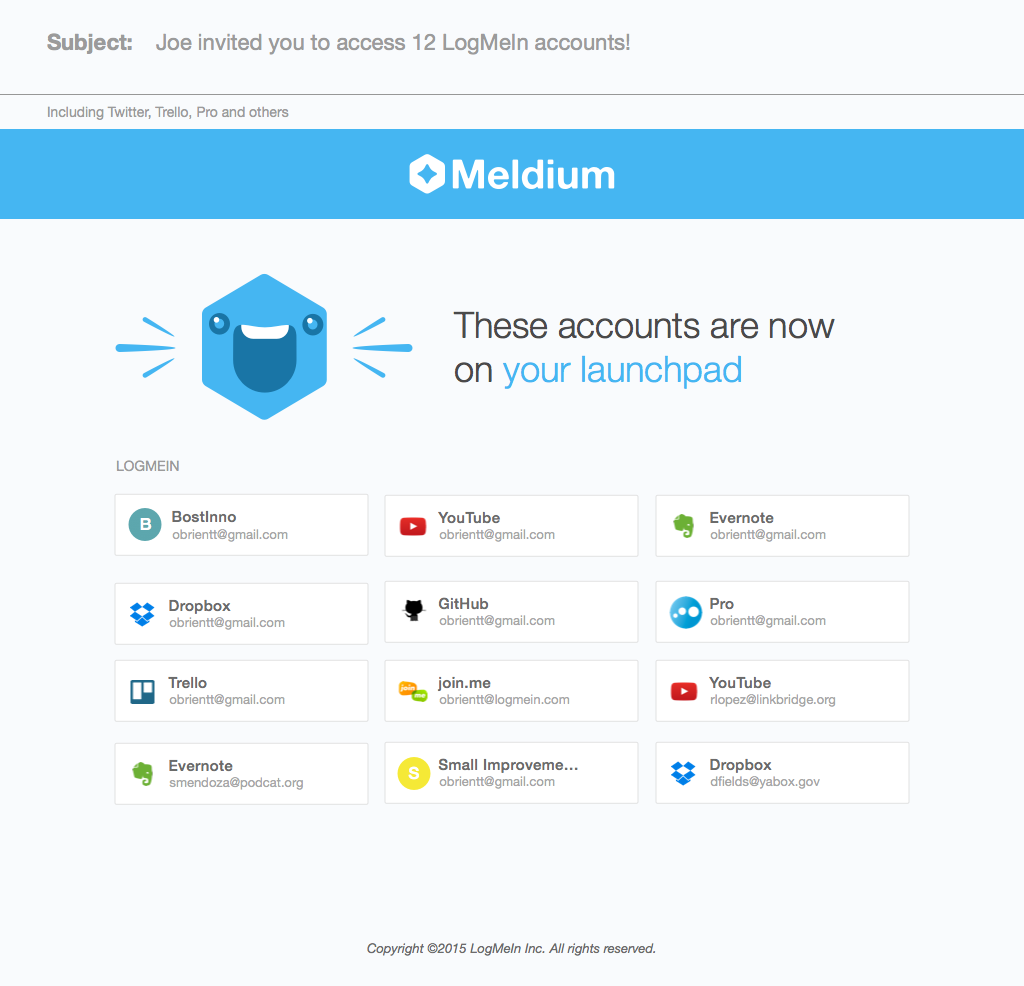 Subject: Joe invited you to access 12 LogMeIn accounts!
Including Twitter, Trello, Pro and others
Meldium
These accounts are now
on your launchpad
LOGMEIN
B BostInno
obrientt@gmail.com
YouTube
obrientt@gmail.com
Evernote
obrientt@gmail.com
Dropbox
obrientt@gmail.com
GitHub
obrientt@gmail.com
Pro
obrientt@gmail.com
Trello
obrientt@gmail.com
join me
join.me
obrientt@logmein.com
YouTube
rlopez@linkbridge.org
Evernote
smendoza@podcat.org
S Small Improveme...
obrientt@gmail.com
Dropbox
dfields@yabox.gov
Copyright ©2015 LogMeIn Inc. All rights reserved.